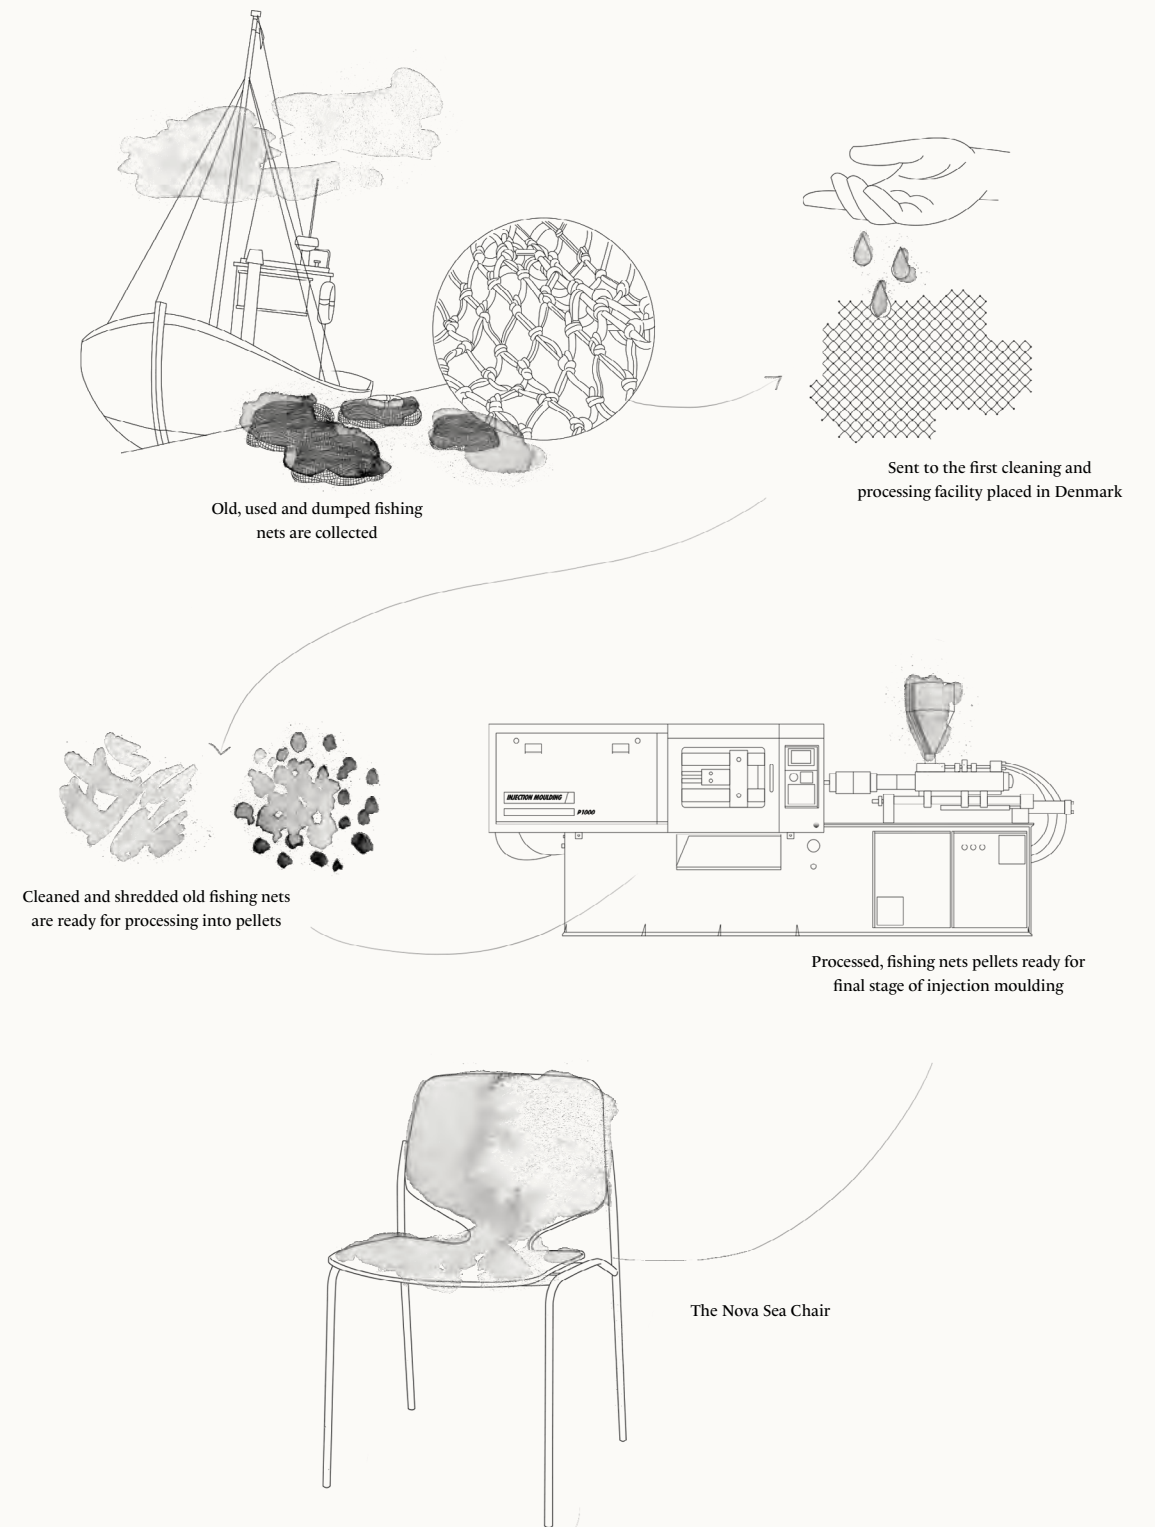 Old, used and dumped fishing
nets are collected
Sent to the first cleaning and
processing facility placed in Denmark
Cleaned and shredded old fishing nets
are ready for processing into pellets
INJECTION MOULDING
P1000
Processed, fishing nets pellets ready for
final stage of injection moulding
The Nova Sea Chair